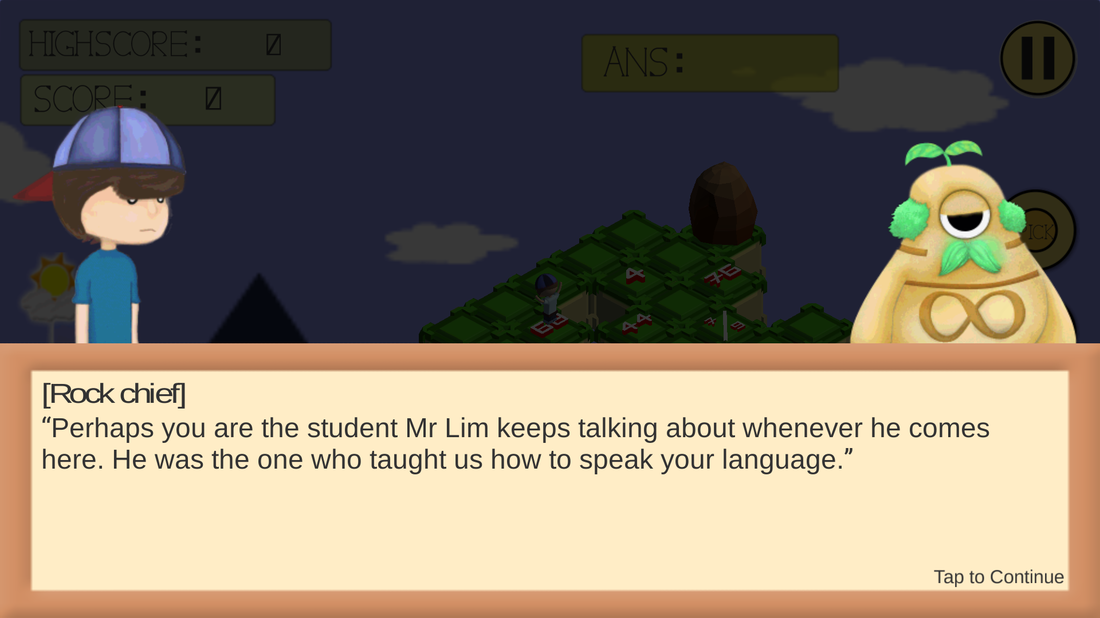 HIGHSCORE: 0
SCORE: 0
ANS:
4
[Rock chief]
“Perhaps you are the student Mr Lim keeps talking about whenever he comes
here. He was the one who taught us how to speak your language.”
Tap to Continue